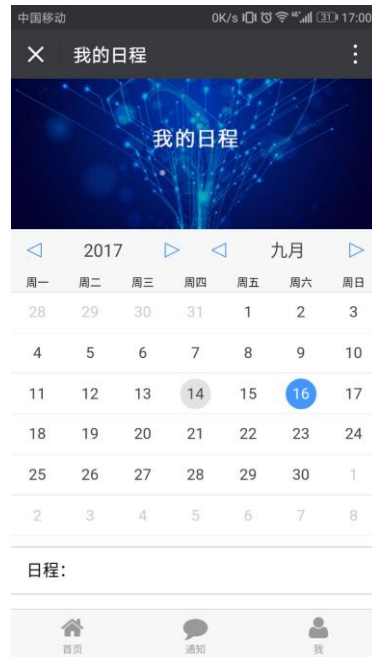 中国移动 0K/s 46 31 17:00
我的日程
我的日程
2017 九月
周一 周二 周三 周四 周五 周六 周日
28 29 30 31 1 2 3
4 5 6 7 8 9 10
11 12 13 14 15 16 17
18 19 20 21 22 23 24
25 26 27 28 29 30 1
2 3 4 5 6 7 8
日程：
首页 通知 我